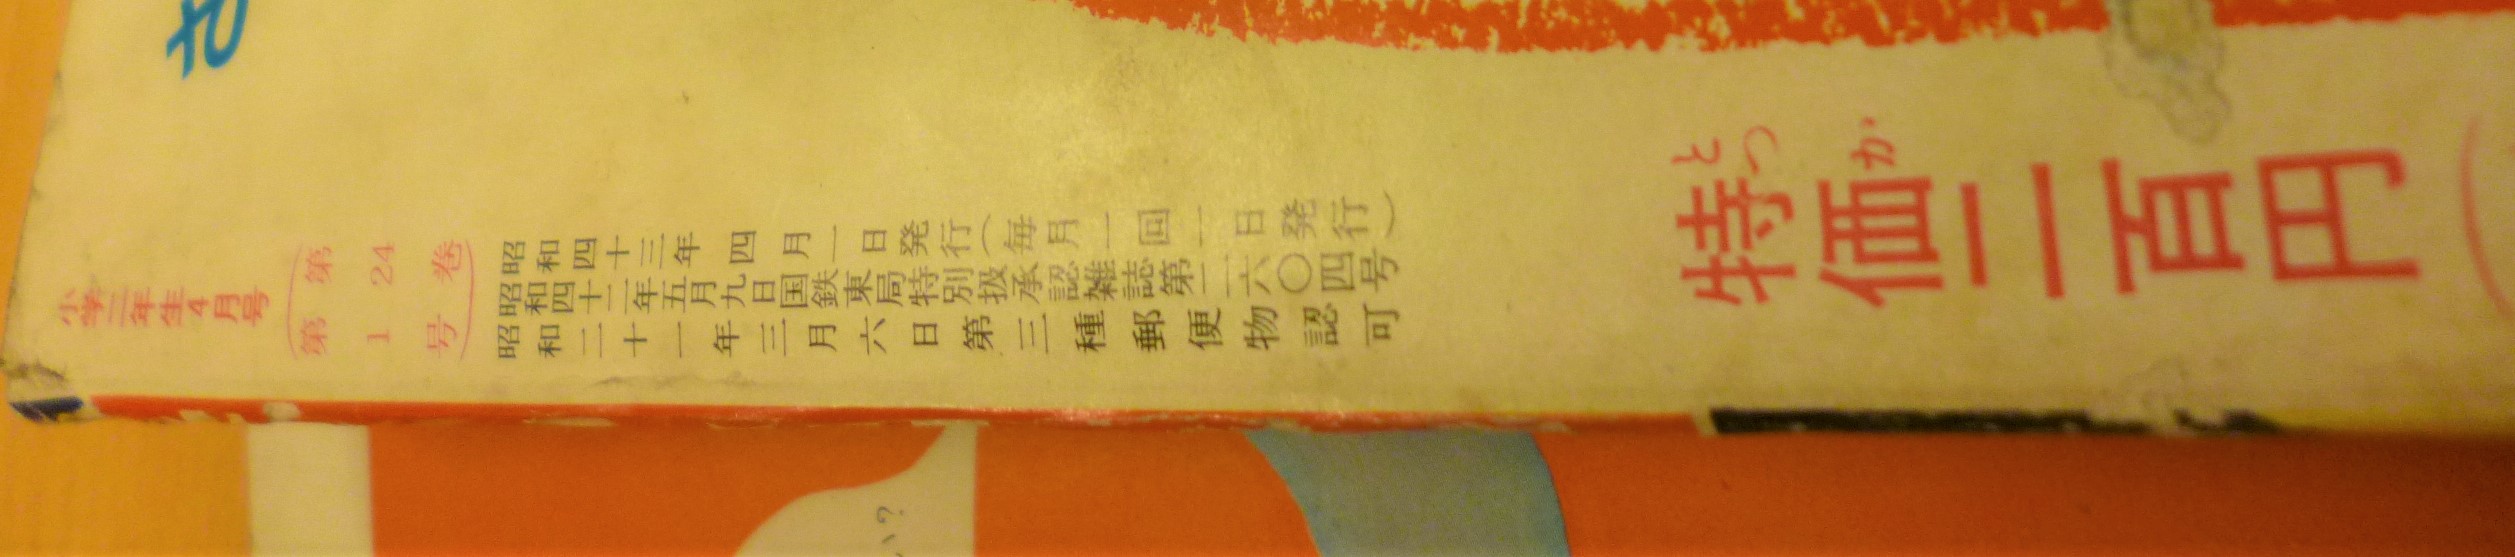 小学二年生4月号
第24巻
第1号
昭和四十三年四月一日発行(毎月一回一日発行)
昭和四十二年五月九日国鉄東局特別扱承認雑誌第二六〇四号
昭和二十一年三月六日第三種郵便物認可
とっか
特価二百円